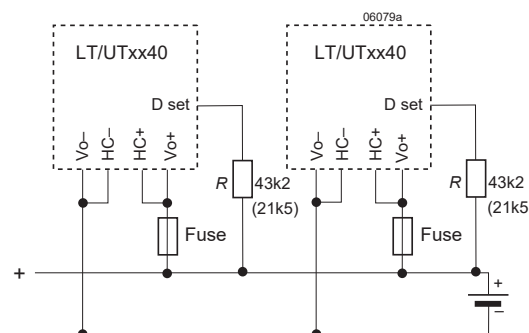 06079a
LT/UTxx40
LT/UTxx40
D set
D set
Vo–
HC–
HC+
Vo+
Vo–
HC–
HC+
Vo+
R 43k2
(21k5)
R 43k2
(21k5
Fuse
Fuse
+
+
–